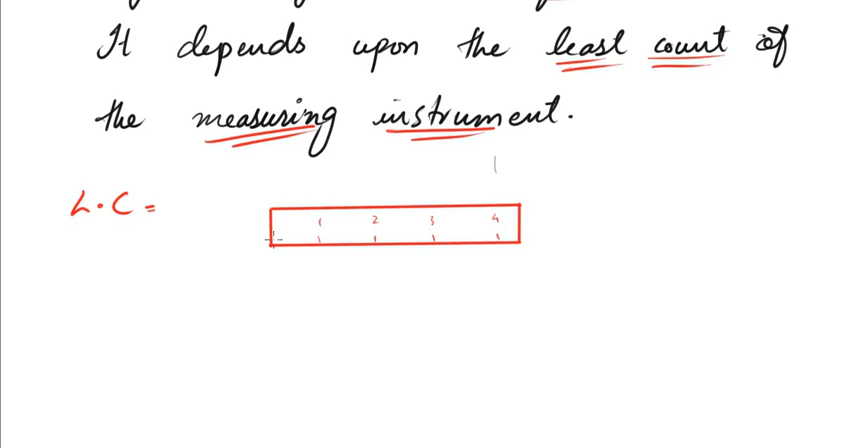 It depends upon the least count of
the measuring instrument.
L.C =
1 2 3 4